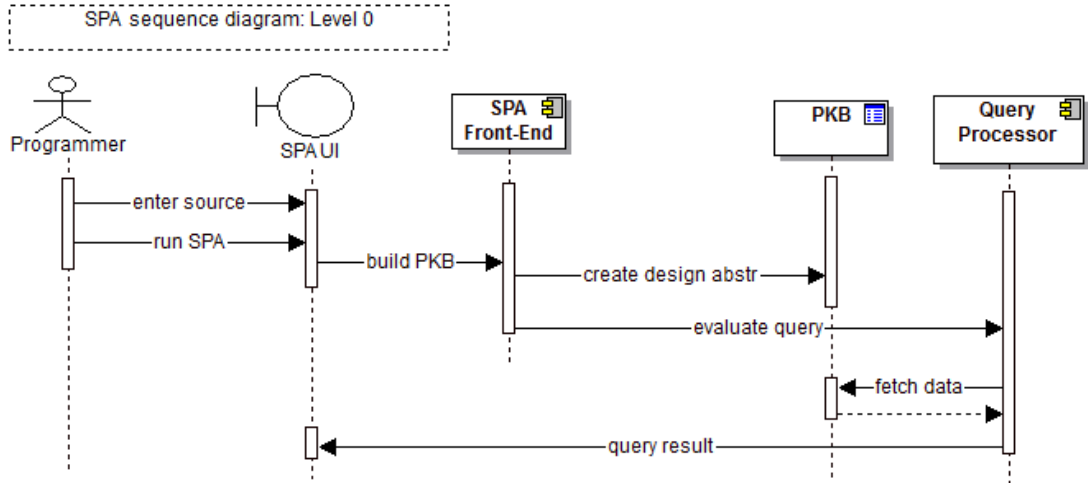 SPA sequence diagram: Level 0
Programmer
SPA UI
SPA
Front-End
PKB
Query
Processor
enter source
run SPA
build PKB
create design abstr
evaluate query
fetch data
query result